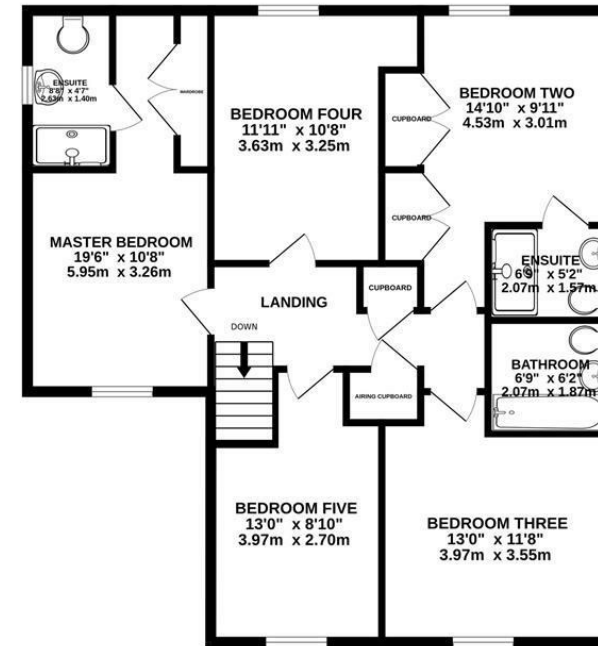 ENSUITE
8'8" x 4'7"
2.63m x 1.40m
WARDROBE
BEDROOM FOUR
11'11" x 10'8"
3.63m x 3.25m
BEDROOM TWO
14'10" x 9'11"
4.53m x 3.01m
CUPBOARD
CUPBOARD
MASTER BEDROOM
19'6" x 10'8"
5.95m x 3.26m
ENSUITE
6'9" x 5'2"
2.07m x 1.57m
LANDING
CUPBOARD
DOWN
BATHROOM
6'9" x 6'2"
2.07m x 1.87m
AIRING CUPBOARD
BEDROOM FIVE
13'0" x 8'10"
3.97m x 2.70m
BEDROOM THREE
13'0" x 11'8"
3.97m x 3.55m